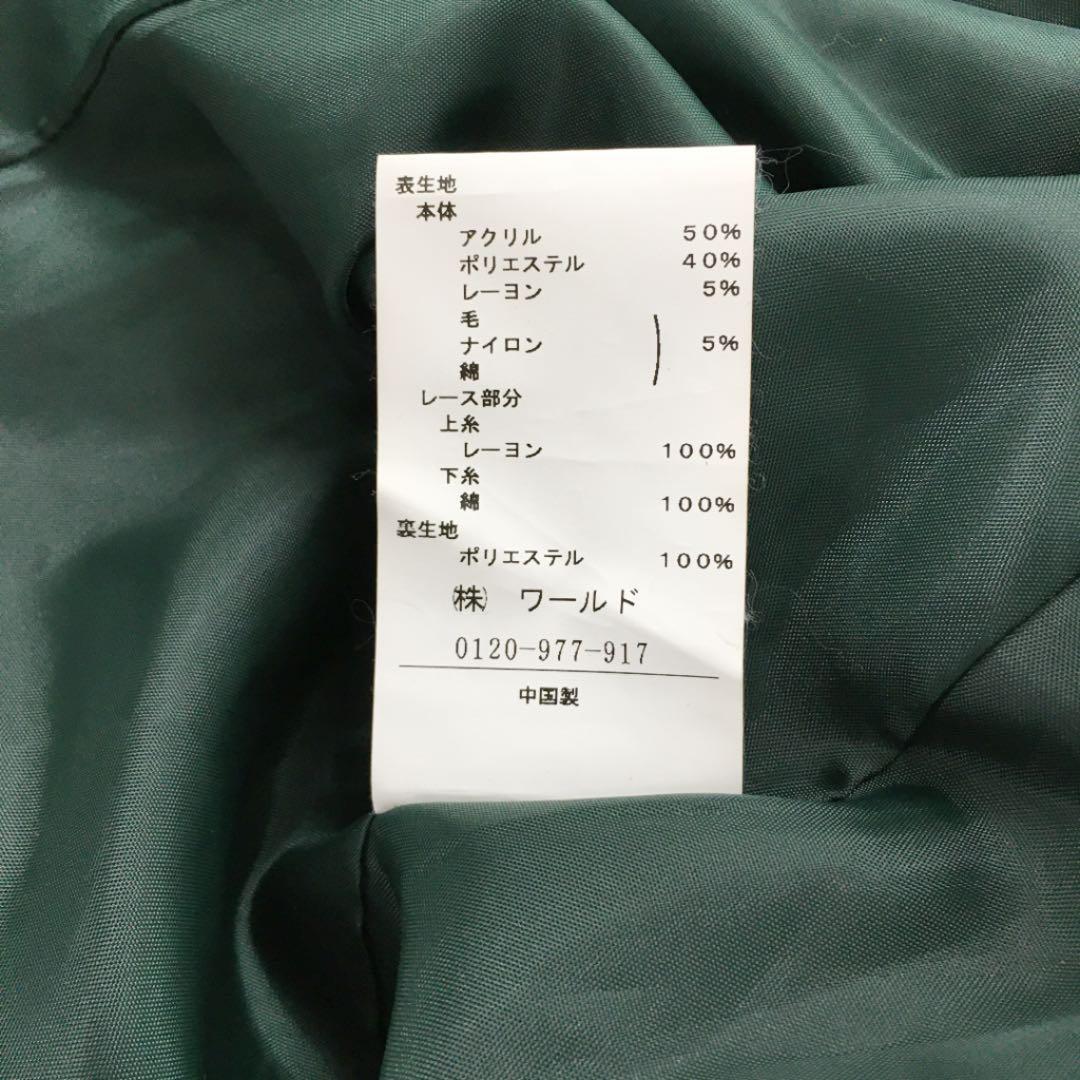 表生地
本体
アクリル 50%
ポリエステル 40%
レーヨン 5%
毛
ナイロン 5%
綿
レース部分
上糸
レーヨン 100%
下糸
綿 100%
裏生地
ポリエステル 100%
㈱ ワールド
0120-977-917
中国製